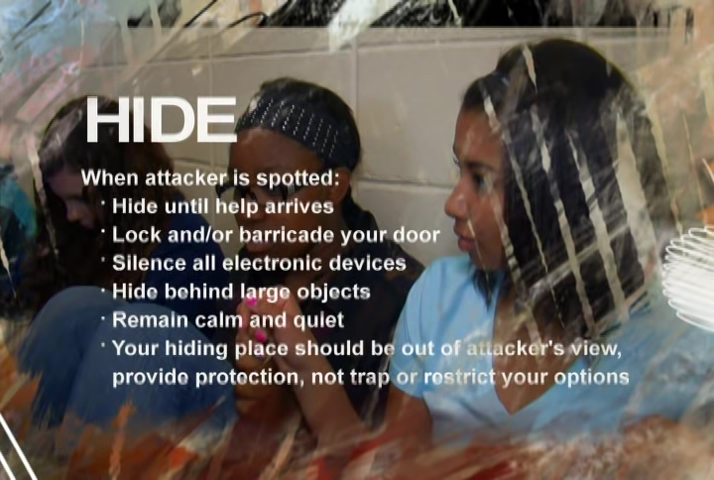 HIDE
When attacker is spotted:
· Hide until help arrives
· Lock and/or barricade your door
· Silence all electronic devices
· Hide behind large objects
· Remain calm and quiet
· Your hiding place should be out of attacker's view,
provide protection, not trap or restrict your options